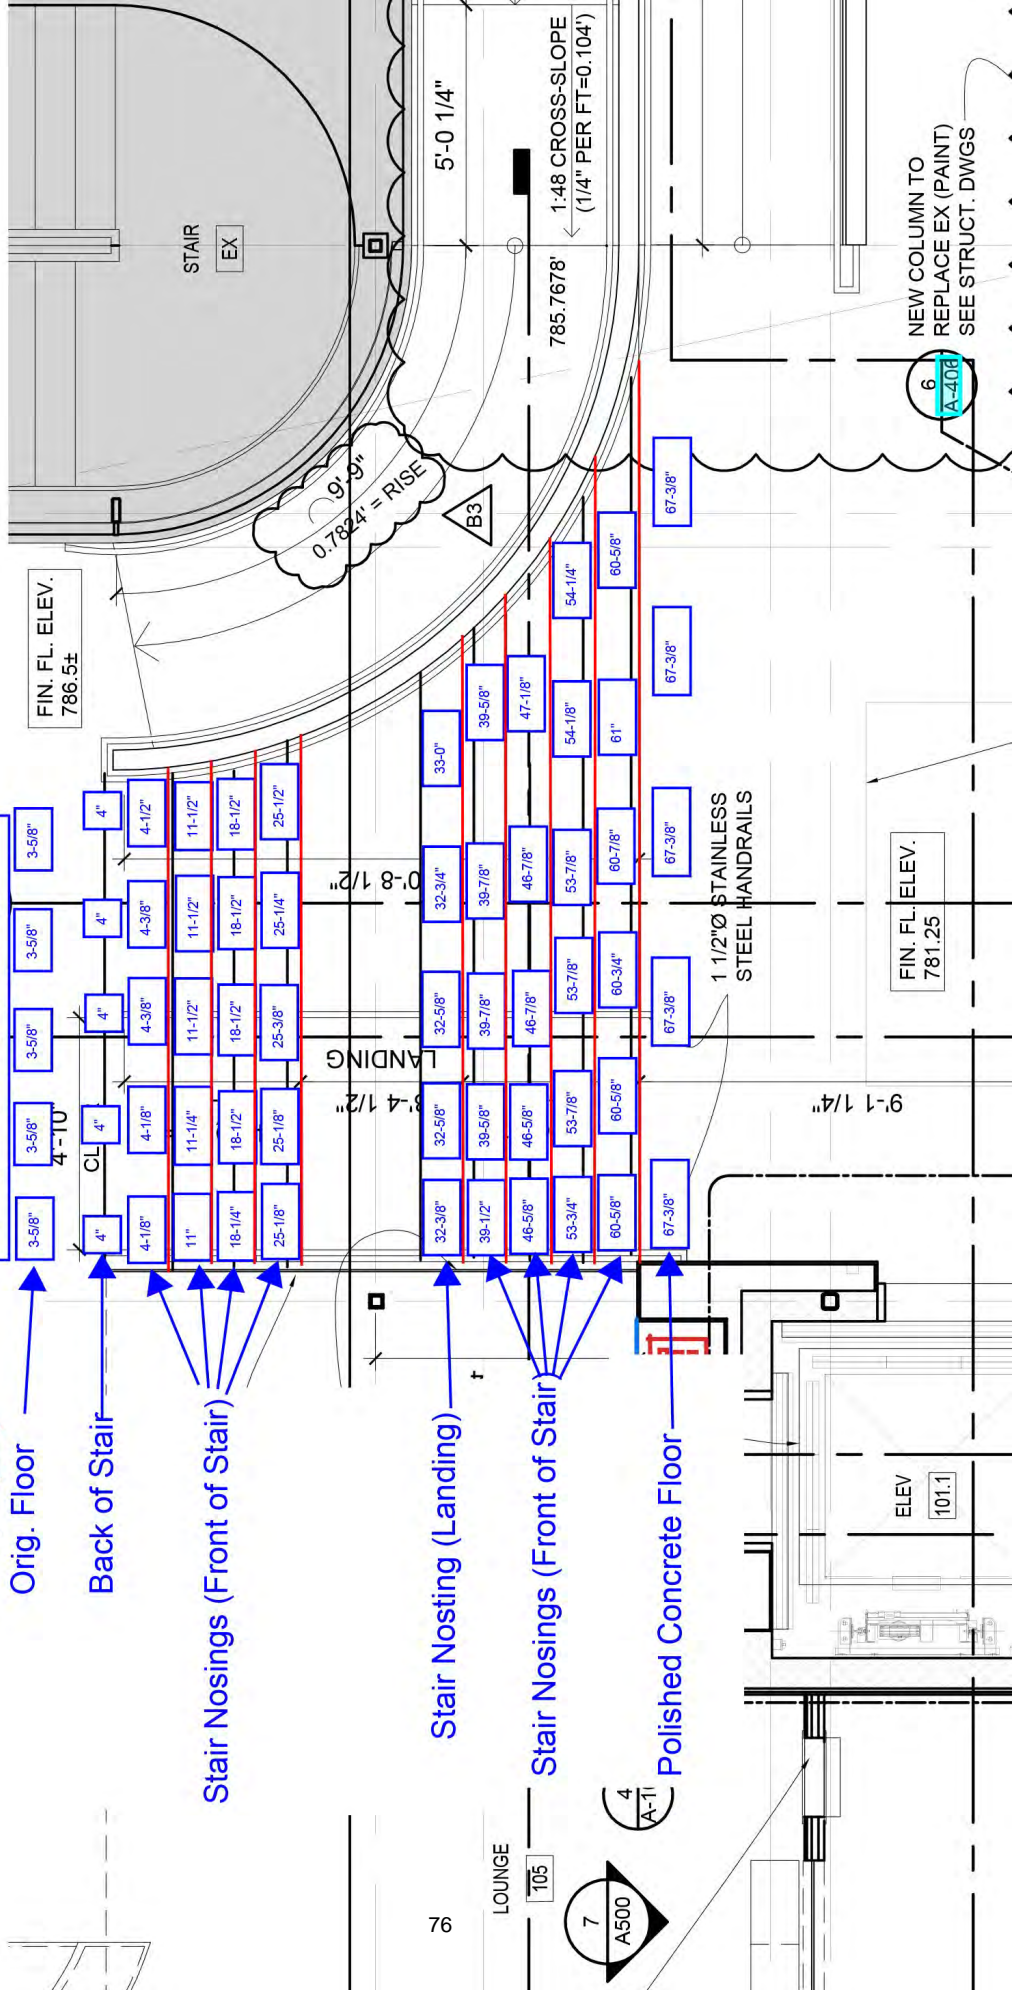 Orig. Floor
3-5/8"
3-5/8"
3-5/8"
3-5/8"
3-5/8"
FIN. FL. ELEV.
786.5±
4'-10"
CL
Back of Stair
4"
4"
4"
4"
4"
4-1/8"
4-1/8"
4-3/8"
4-3/8"
4-1/2"
STAIR
EX
Stair Nosings (Front of Stair)
11"
11-1/4"
11-1/2"
11-1/2"
11-1/2"
18-1/4"
18-1/2"
18-1/2"
18-1/2"
18-1/2"
25-1/8"
25-1/8"
25-3/8"
25-1/4"
25-1/2"
9'-9"
0.7824' = RISE
LANDING
-4 1/2"
0'-8 1/2"
Stair Nosting (Landing)
32-3/8"
32-5/8"
32-5/8"
32-3/4"
33-0"
5'-0 1/4"
B3
39-1/2"
39-5/8"
39-7/8"
39-7/8"
39-5/8"
Stair Nosings (Front of Stair
46-5/8"
46-5/8"
46-7/8"
46-7/8"
47-1/8"
785.7678'
1:48 CROSS-SLOPE
(1/4" PER FT=0.104')
53-3/4"
53-7/8"
53-7/8"
53-7/8"
54-1/8"
54-1/4"
60-5/8"
60-5/8"
60-3/4"
60-7/8"
61"
60-5/8"
Polished Concrete Floor
67-3/8"
67-3/8"
67-3/8"
67-3/8"
67-3/8"
1 1/2"Ø STAINLESS
STEEL HANDRAILS
9'-1 1/4"
FIN. FL. ELEV.
781.25
NEW COLUMN TO
REPLACE EX (PAINT)
SEE STRUCT. DWGS
6
A-406
ELEV
101.1
LOUNGE
105
4
A-1
7
A500
76